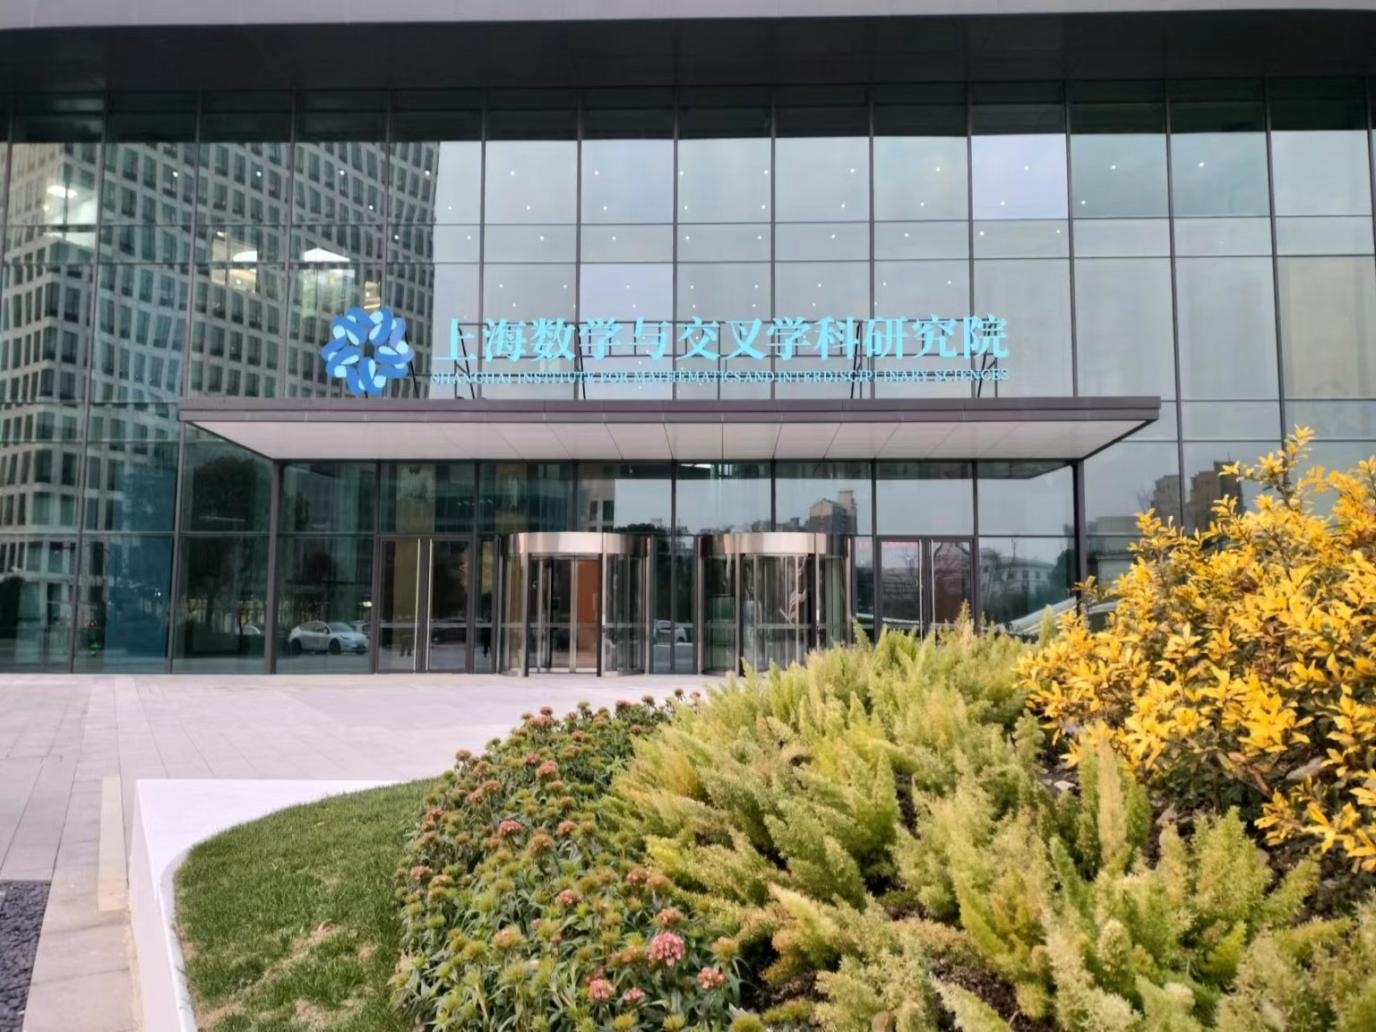 上海数学与交叉学科研究院
SHANGHAI INSTITUTE FOR MATHEMATICS AND INTERDISCIPLINARY SCIENCES